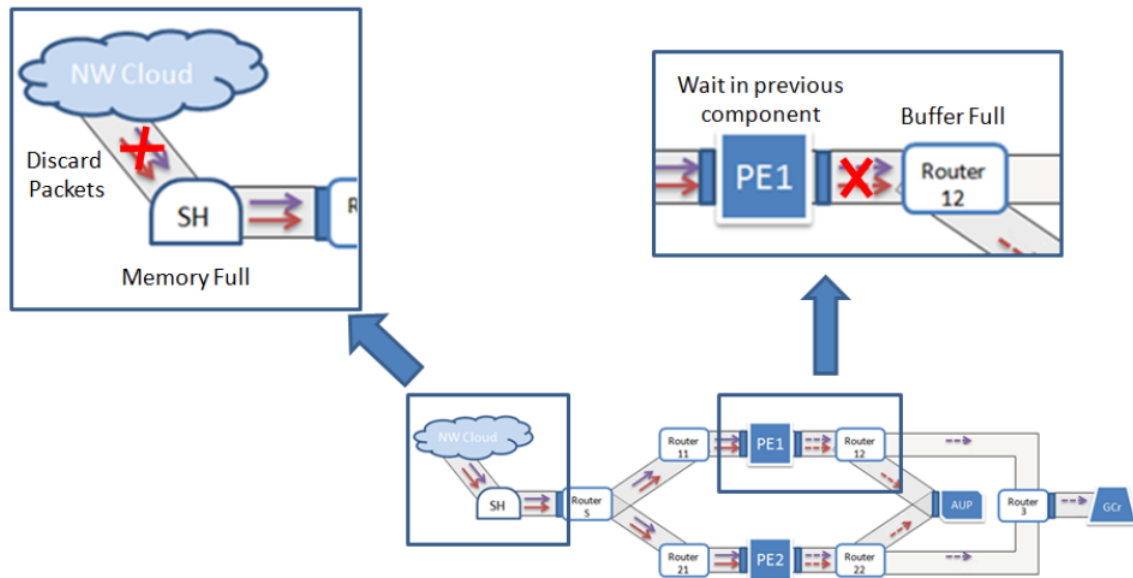 NW Cloud
Discard
Packets
SH
R
Memory Full
Wait in previous
component
Buffer Full
PE1
Router
12
NW Cloud
SH
Router
S
Router
11
PE1
Router
12
Router
21
PE2
Router
22
AUP
Router
3
GCr